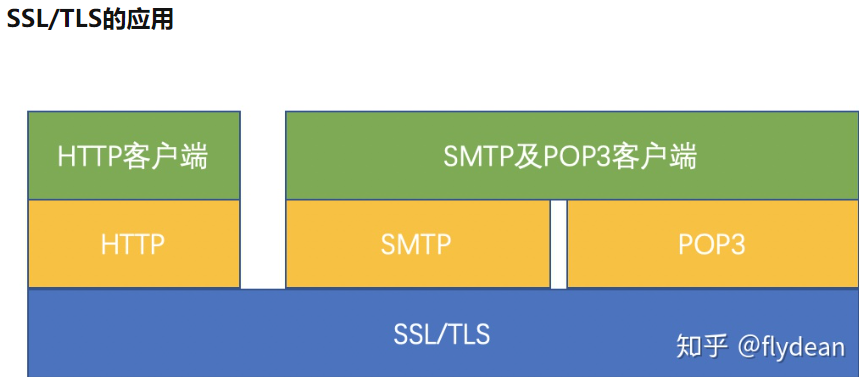 SSL/TLS的应用
HTTP客户端
SMTP及POP3客户端
HTTP
SMTP
POP3
SSL/TLS
知乎 @flydean